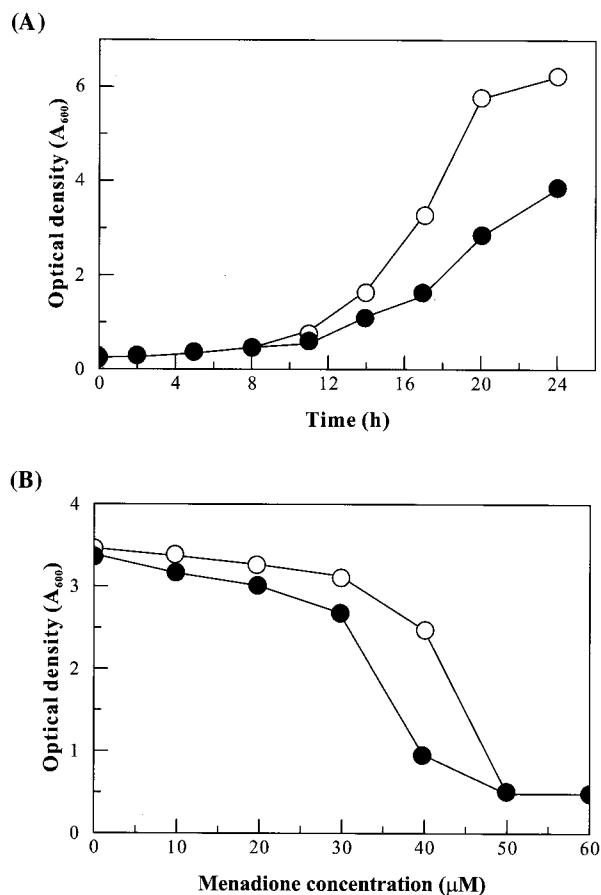 (A)
6
4
2
0
Optical density (A600)
0 4 8 12 16 20 24
Time (h)
(B)
4
3
2
1
0
Optical density (A600)
0 10 20 30 40 50 60
Menadione concentration (μM)